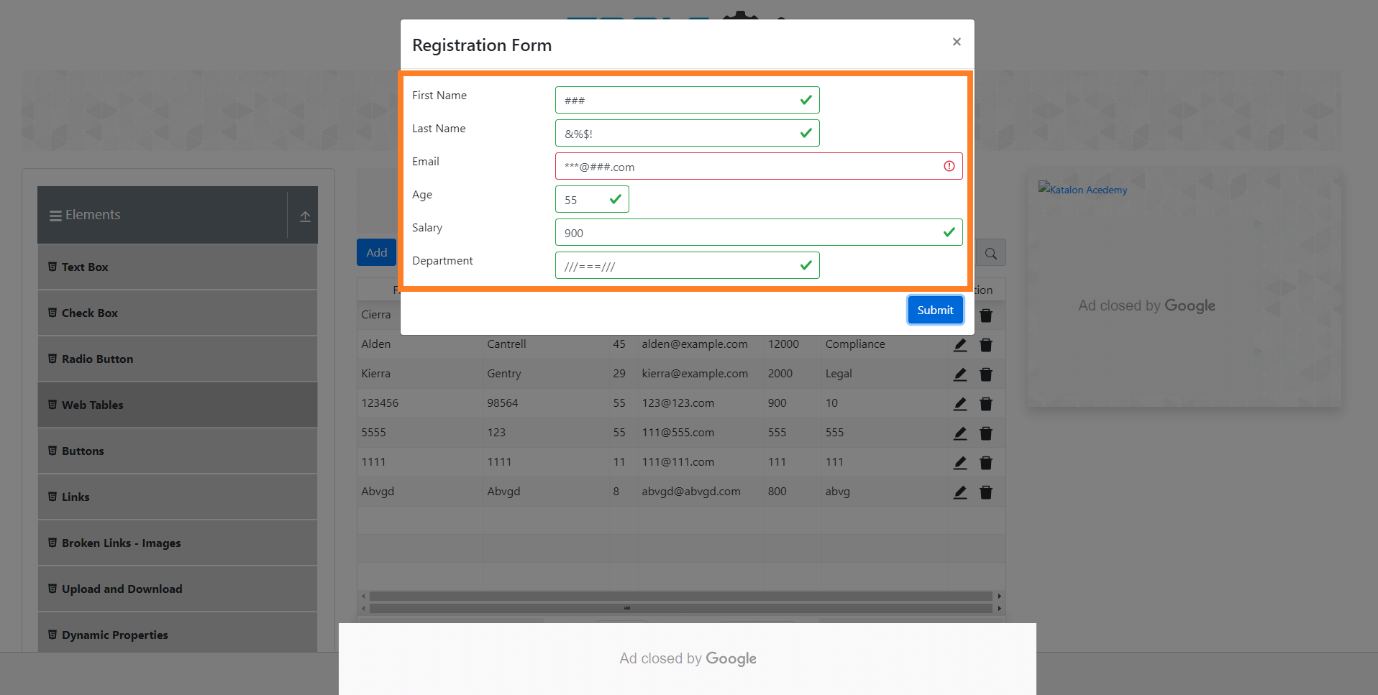 Registration Form
×
First Name
###
Last Name
&%$!
Email
***@###.com
Age
55
Salary
900
Department
///===///
Submit
Elements
Text Box
Check Box
Radio Button
Web Tables
Buttons
Links
Broken Links - Images
Upload and Download
Dynamic Properties
Add
Cierra
Alden Cantrell 45 alden@example.com 12000 Compliance
Kierra Gentry 29 kierra@example.com 2000 Legal
123456 98564 55 123@123.com 900 10
5555 123 55 111@555.com 555 555
1111 1111 11 111@111.com 111 111
Abvgd Abvgd 8 abvgd@abvgd.com 800 abvg
Katalon Acedemy
Ad closed by Google
Ad closed by Google